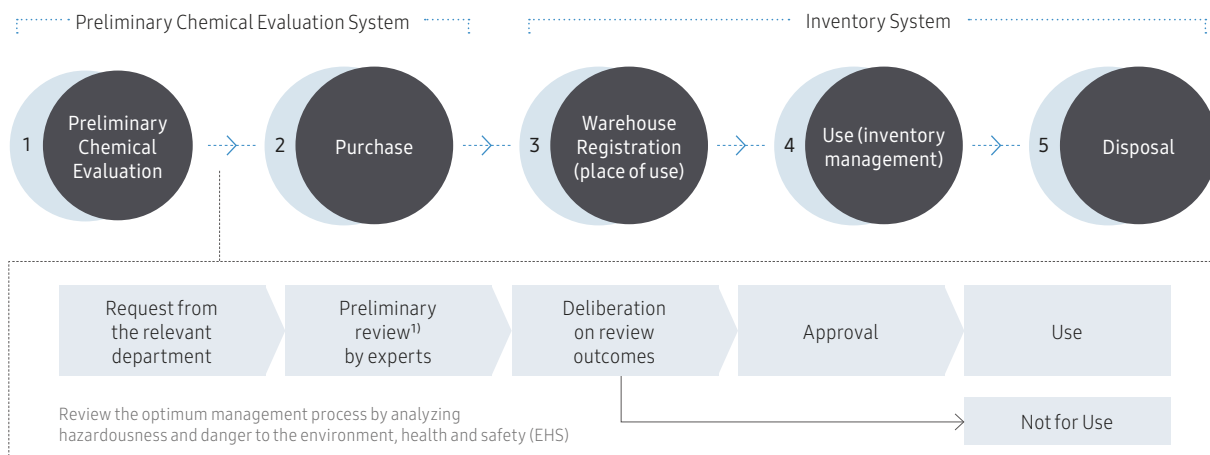 Preliminary Chemical Evaluation System
Inventory System
1
Preliminary
Chemical
Evaluation
2
Purchase
3
Warehouse
Registration
(place of use)
4
Use (inventory
management)
5
Disposal
Request from
the relevant
department
Preliminary
review¹⁾
by experts
Deliberation
on review
outcomes
Approval
Use
Review the optimum management process by analyzing
hazardousness and danger to the environment, health and safety (EHS)
Not for Use